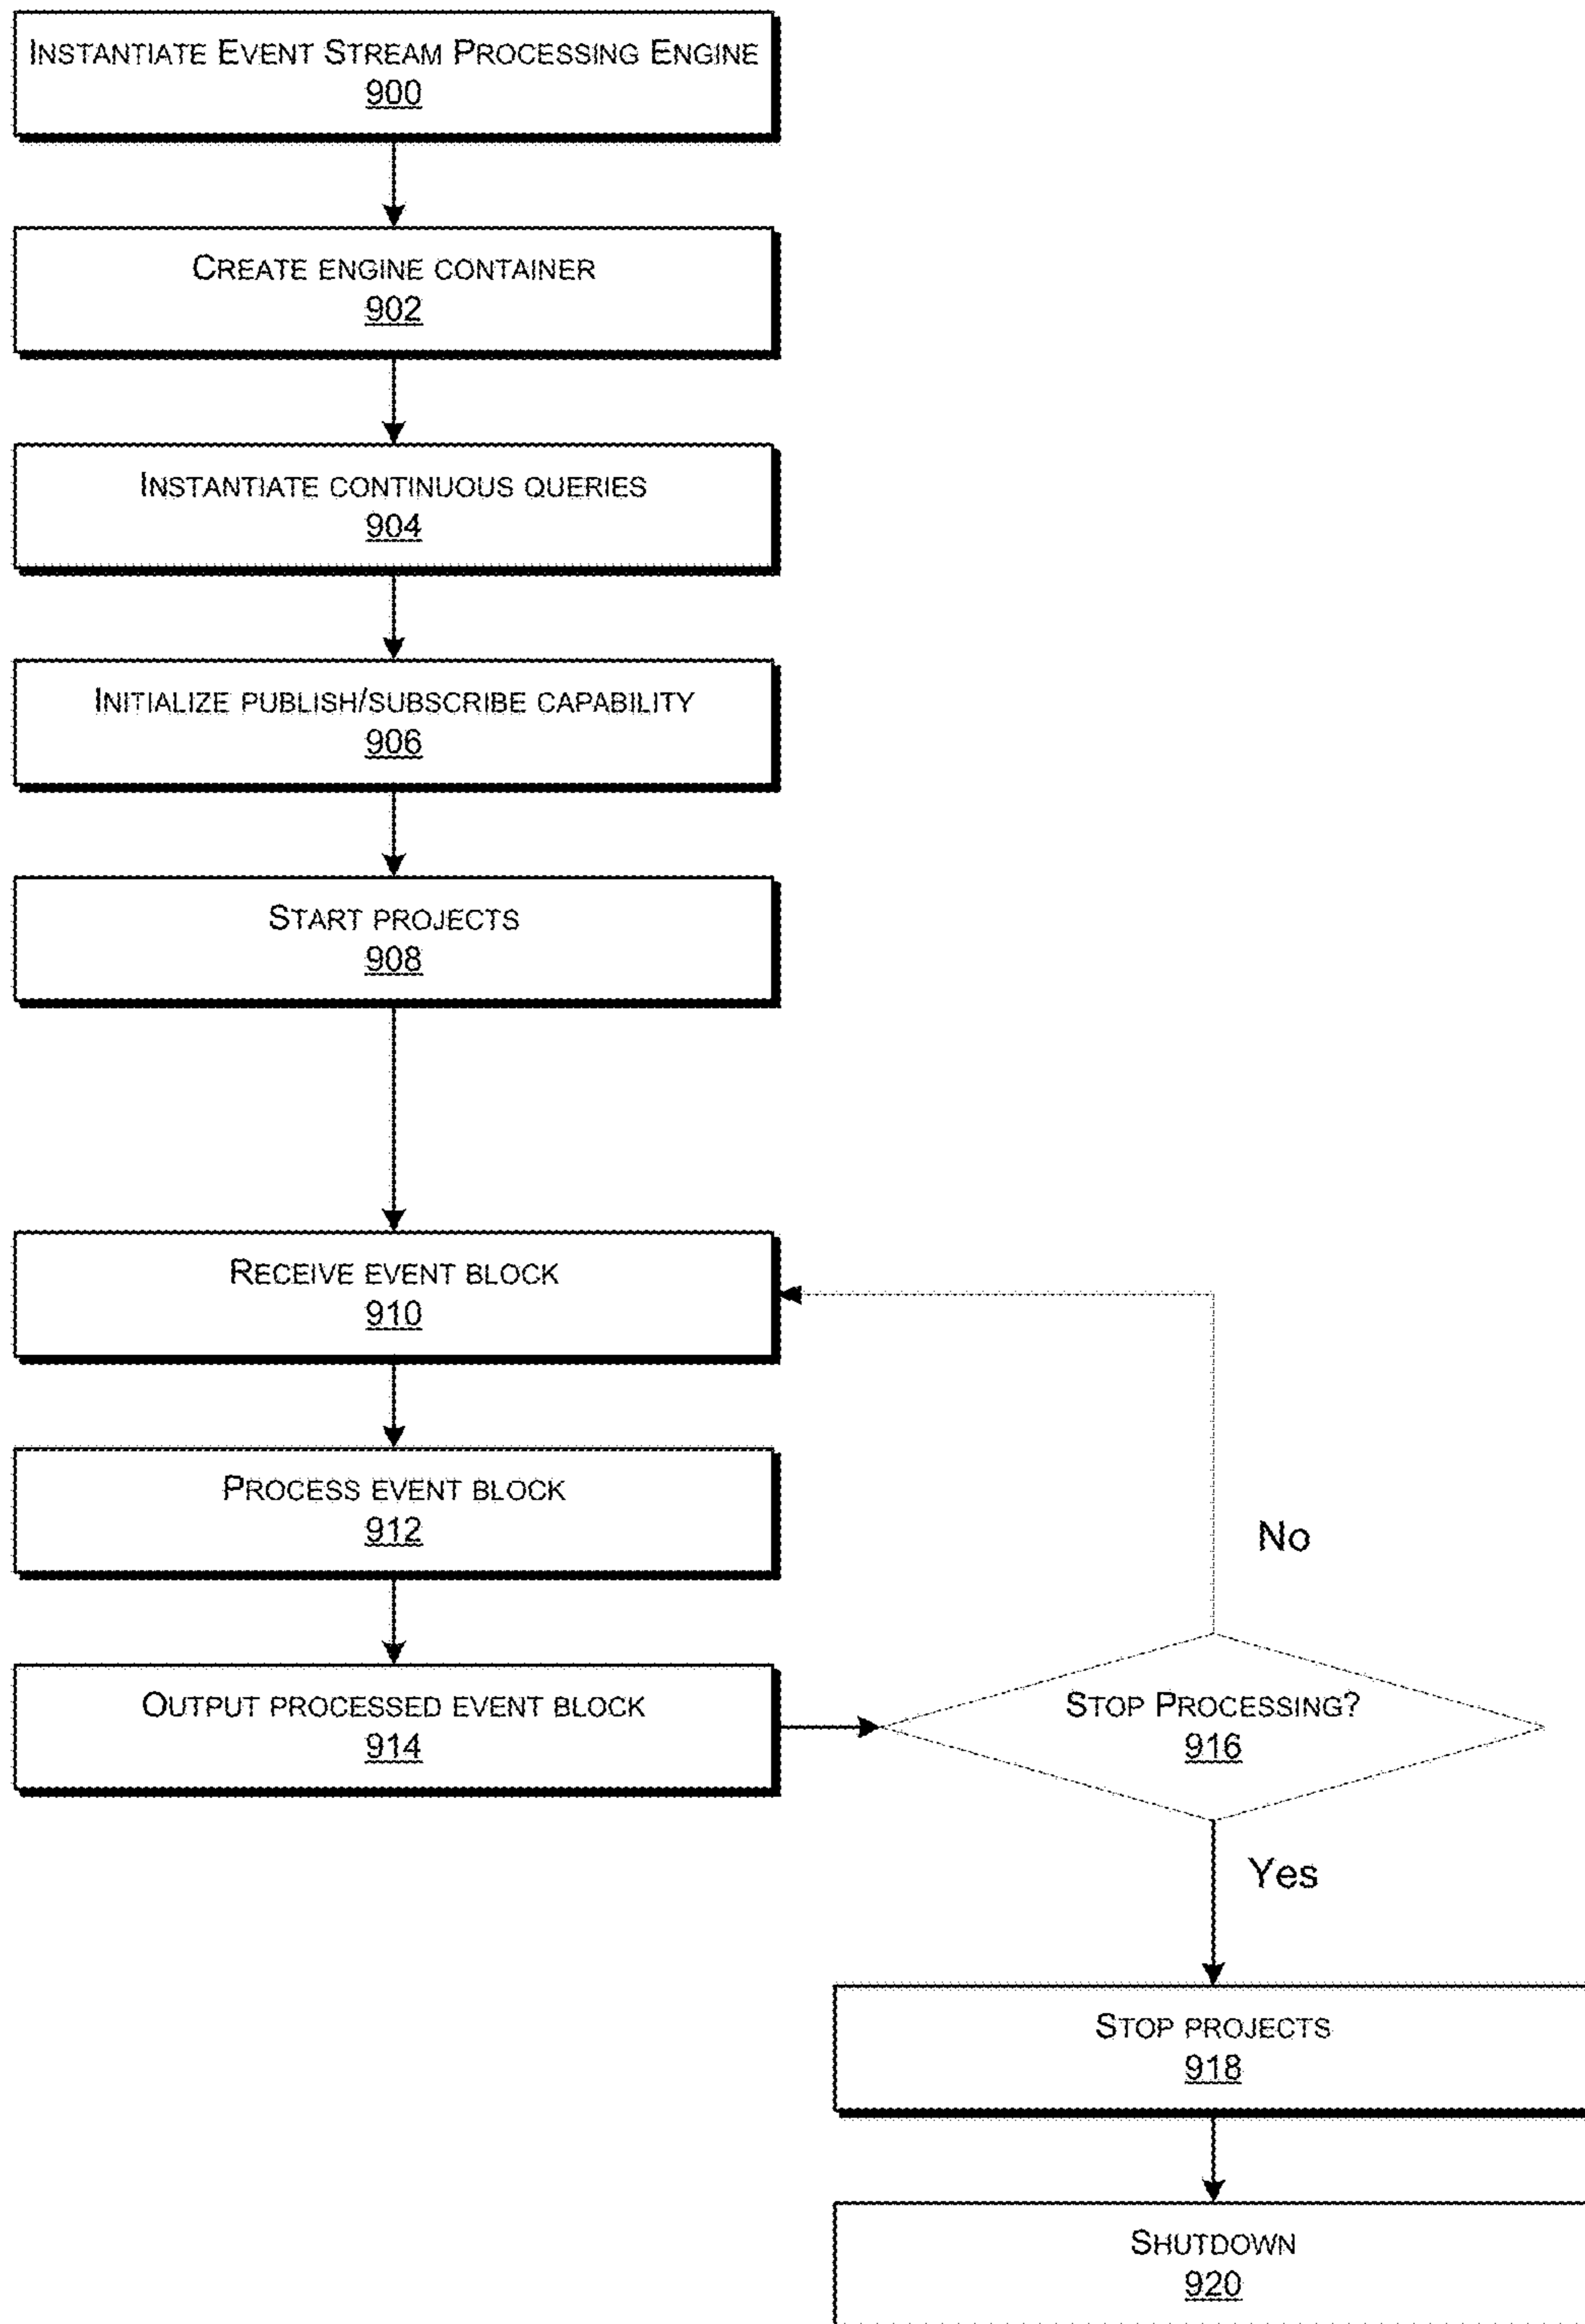 INSTANTIATE EVENT STREAM PROCESSING ENGINE
900
CREATE ENGINE CONTAINER
902
INSTANTIATE CONTINUOUS QUERIES
904
INITIALIZE PUBLISH/SUBSCRIBE CAPABILITY
906
START PROJECTS
908
RECEIVE EVENT BLOCK
910
PROCESS EVENT BLOCK
912
No
OUTPUT PROCESSED EVENT BLOCK
914
STOP PROCESSING?
916
Yes
STOP PROJECTS
918
SHUTDOWN
920